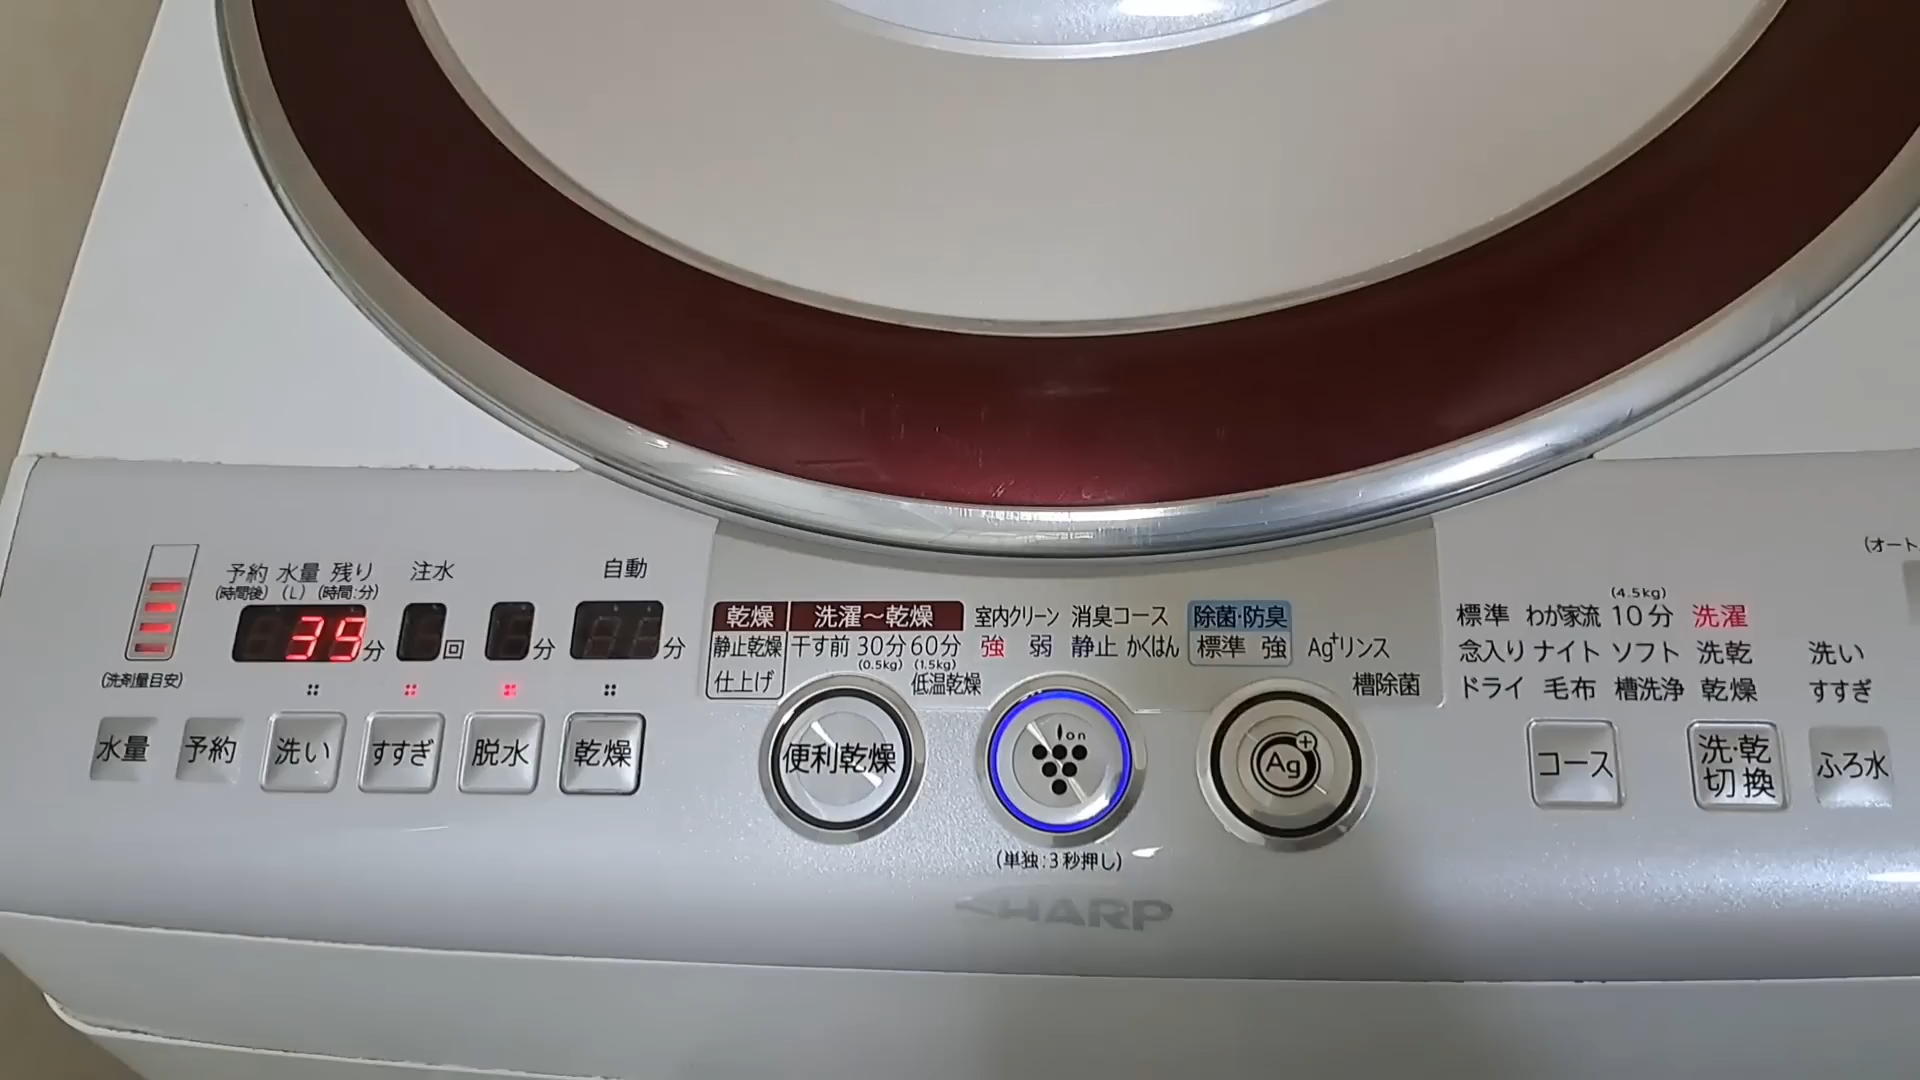 予約 水量 残り 注水 自動
(時間後) (L) (時間:分)
39分 回 分 分
(洗剤量目安)
水量 予約 洗い すすぎ 脱水 乾燥
乾燥 洗濯～乾燥 室内クリーン 消臭コース 除菌・防臭
静止乾燥 干す前 30分 60分 強 弱 静止 かくはん 標準 強 Ag⁺リンス
(0.5kg) (1.5kg)
仕上げ 低温乾燥 槽除菌
便利乾燥
Ion
Ag+
(単独:3秒押し)
SHARP
(オート
(4.5kg)
標準 わが家流 10分 洗濯
念入り ナイト ソフト 洗乾 洗い
ドライ 毛布 槽洗浄 乾燥 すすぎ
コース 洗・乾切換 ふろ水